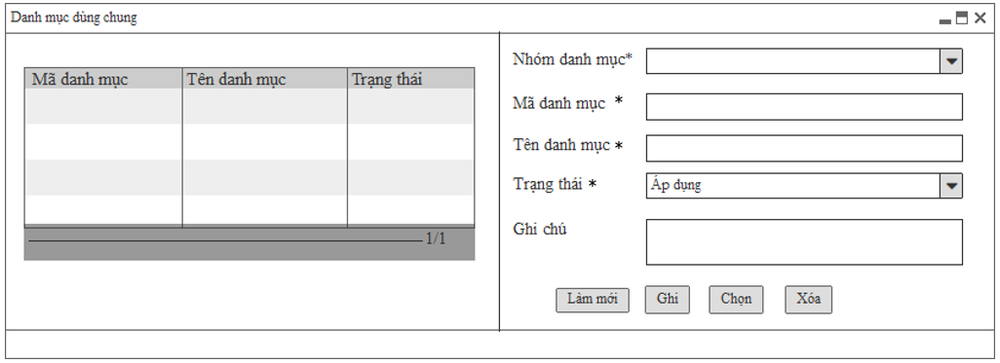 Danh mục dùng chung
Mã danh mục Tên danh mục Trạng thái
1/1
Nhóm danh mục*
Mã danh mục *
Tên danh mục *
Trạng thái * Áp dụng
Ghi chú
Làm mới Ghi Chọn Xóa